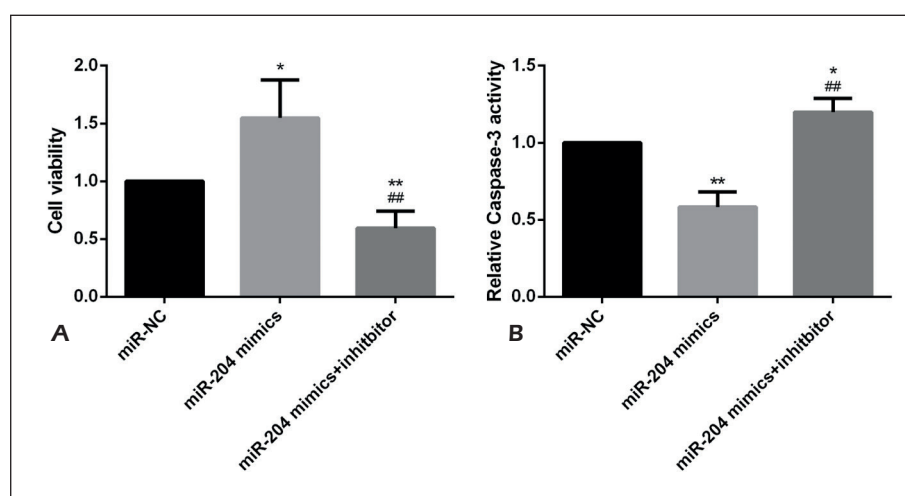 2.0
1.5
1.0
0.5
0.0
Cell viability
*
**
##
miR-NC
miR-204 mimics
miR-204 mimics+inhitbitor
A
1.5
1.0
0.5
0.0
Relative Caspase-3 activity
**
*
##
miR-NC
miR-204 mimics
miR-204 mimics+inhitbitor
B